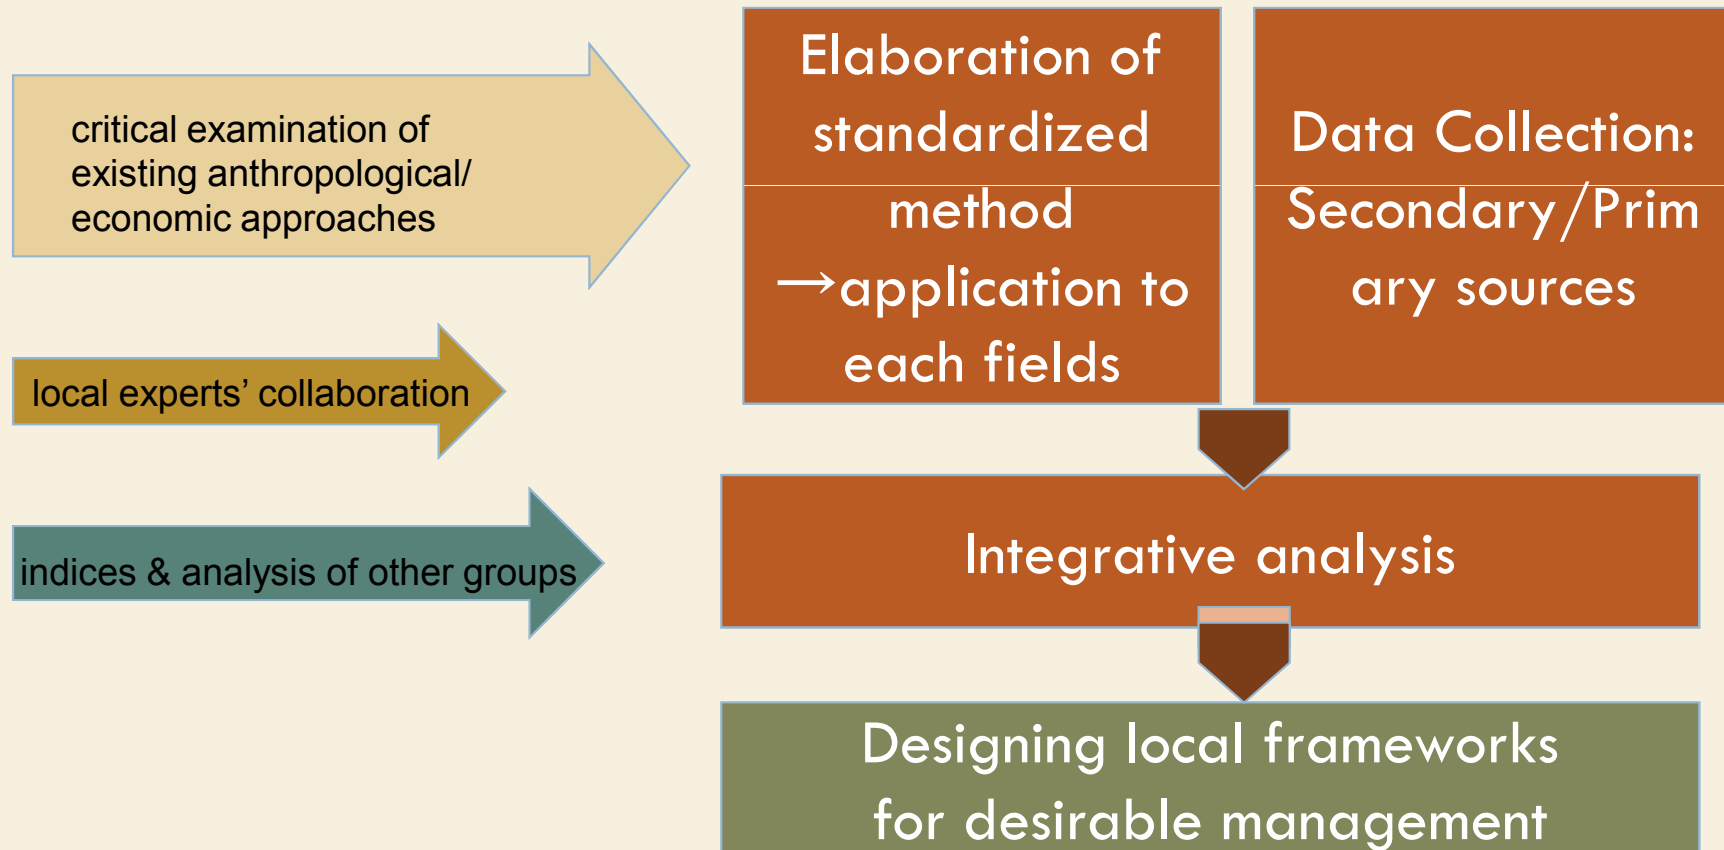 critical examination of
existing anthropological/
economic approaches
local experts’ collaboration
indices & analysis of other groups
Elaboration of
standardized
method
→application to
each fields
Data Collection:
Secondary/Prim
ary sources
Integrative analysis
Designing local frameworks
for desirable management